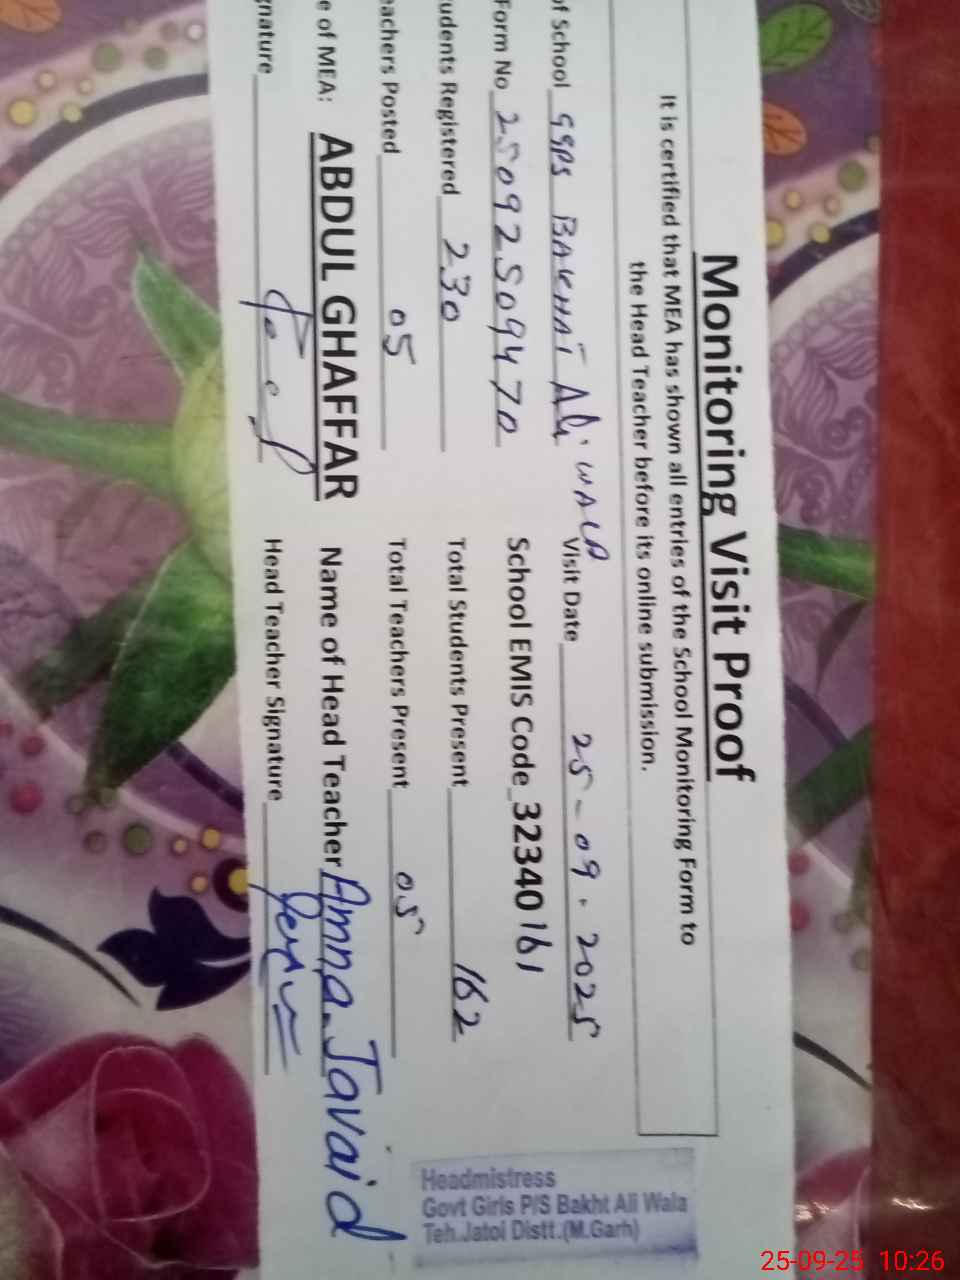 Monitoring Visit Proof
It is certified that MEA has shown all entries of the School Monitoring Form to
the Head Teacher before its online submission.
of School GGPS BAKHAT Ali WALA Visit Date 25-09-2025
Form No 25092509470 School EMIS Code 32340161
udents Registered 230 Total Students Present 162
eachers Posted 05 Total Teachers Present 05
e of MEA: ABDUL GHAFFAR Name of Head Teacher Amna Javaid
gnature Head Teacher Signature
Headmistress
Govt Girls P/S Bakht Ali Wala
Teh.Jatoi Distt.(M.Garh)
25-09-25 10:26